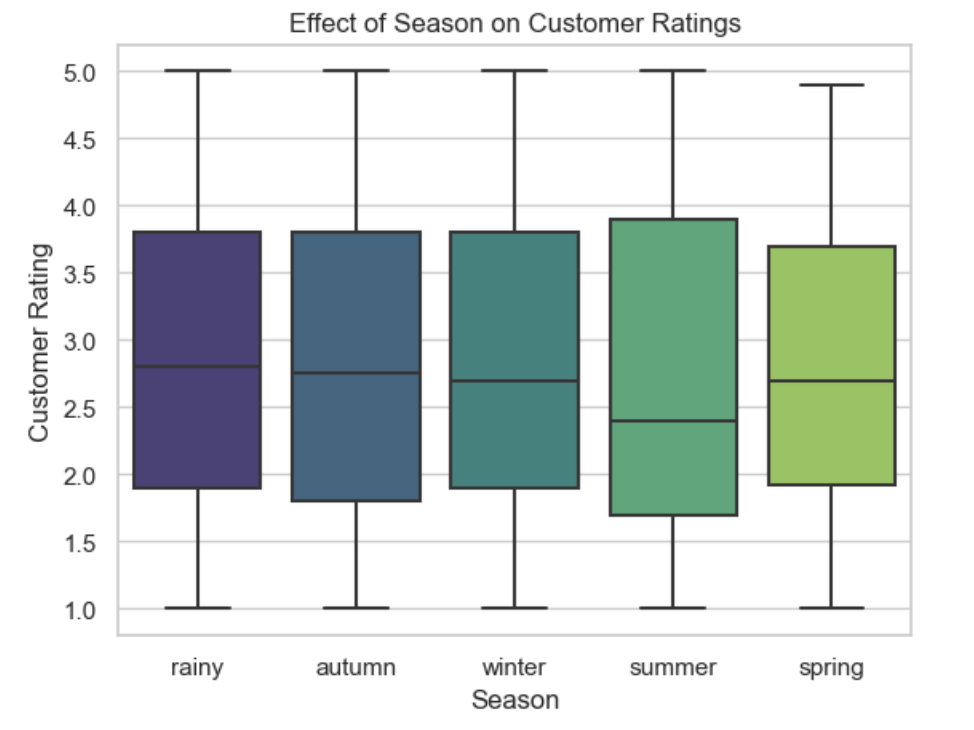 Effect of Season on Customer Ratings
5.0
4.5
4.0
3.5
3.0
2.5
2.0
1.5
1.0
Customer Rating
rainy autumn winter summer spring
Season